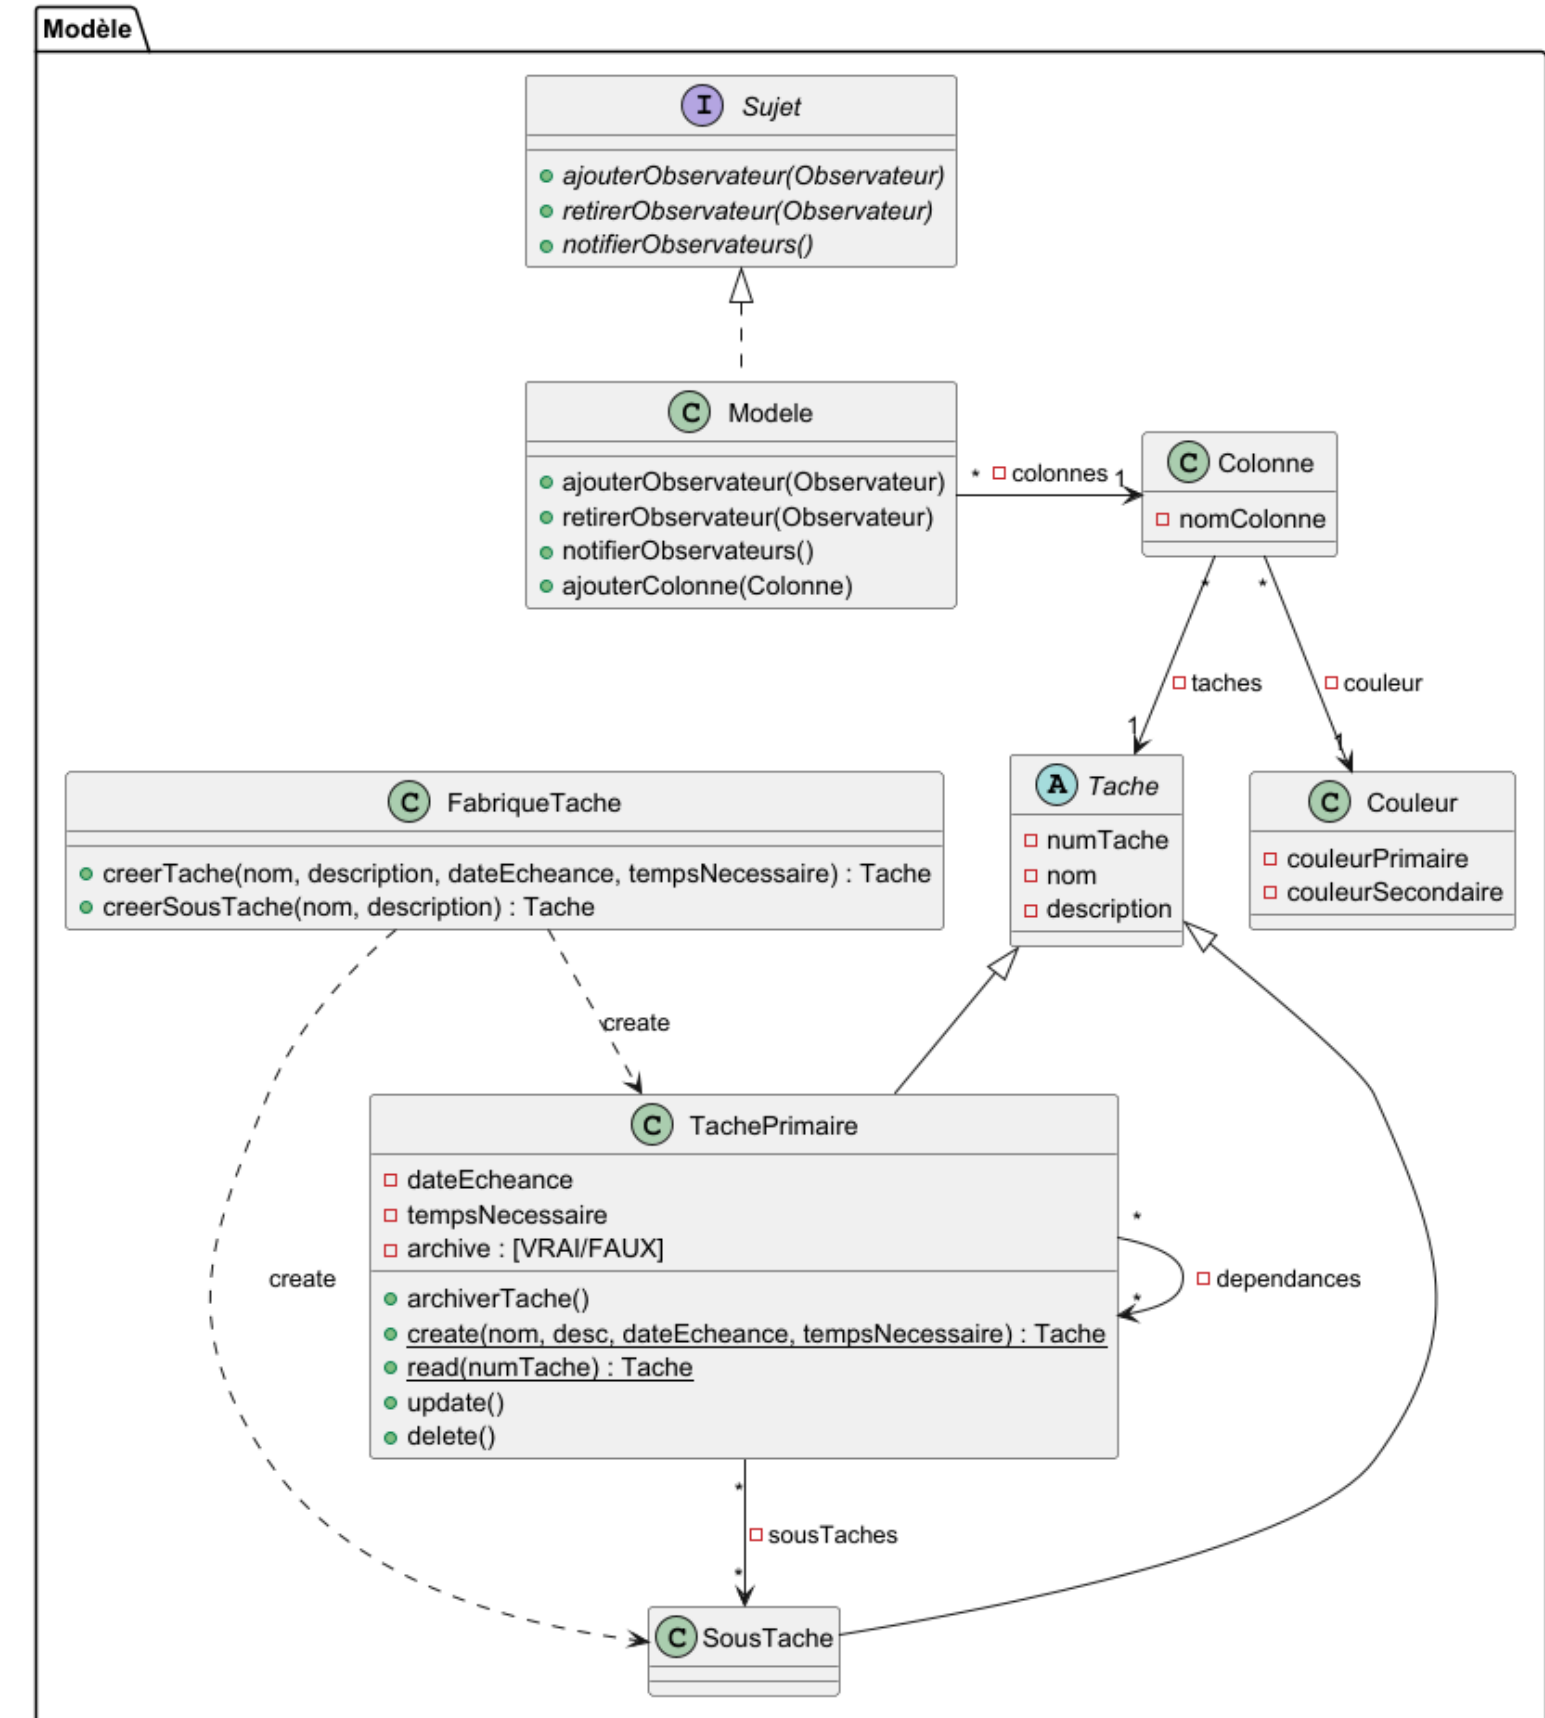 Modèle
I Sujet
ajouterObservateur(Observateur)
retirerObservateur(Observateur)
notifierObservateurs()
C Modele
ajouterObservateur(Observateur)
retirerObservateur(Observateur)
notifierObservateurs()
ajouterColonne(Colonne)
* colonnes 1
C Colonne
nomColonne
*
*
taches
couleur
1
1
C FabriqueTache
creerTache(nom, description, dateEcheance, tempsNecessaire) : Tache
creerSousTache(nom, description) : Tache
A Tache
numTache
nom
description
C Couleur
couleurPrimaire
couleurSecondaire
create
create
C TachePrimaire
dateEcheance
tempsNecessaire
archive : [VRAI/FAUX]
archiverTache()
create(nom, desc, dateEcheance, tempsNecessaire) : Tache
read(numTache) : Tache
update()
delete()
*
dependances
*
*
sousTaches
*
C SousTache